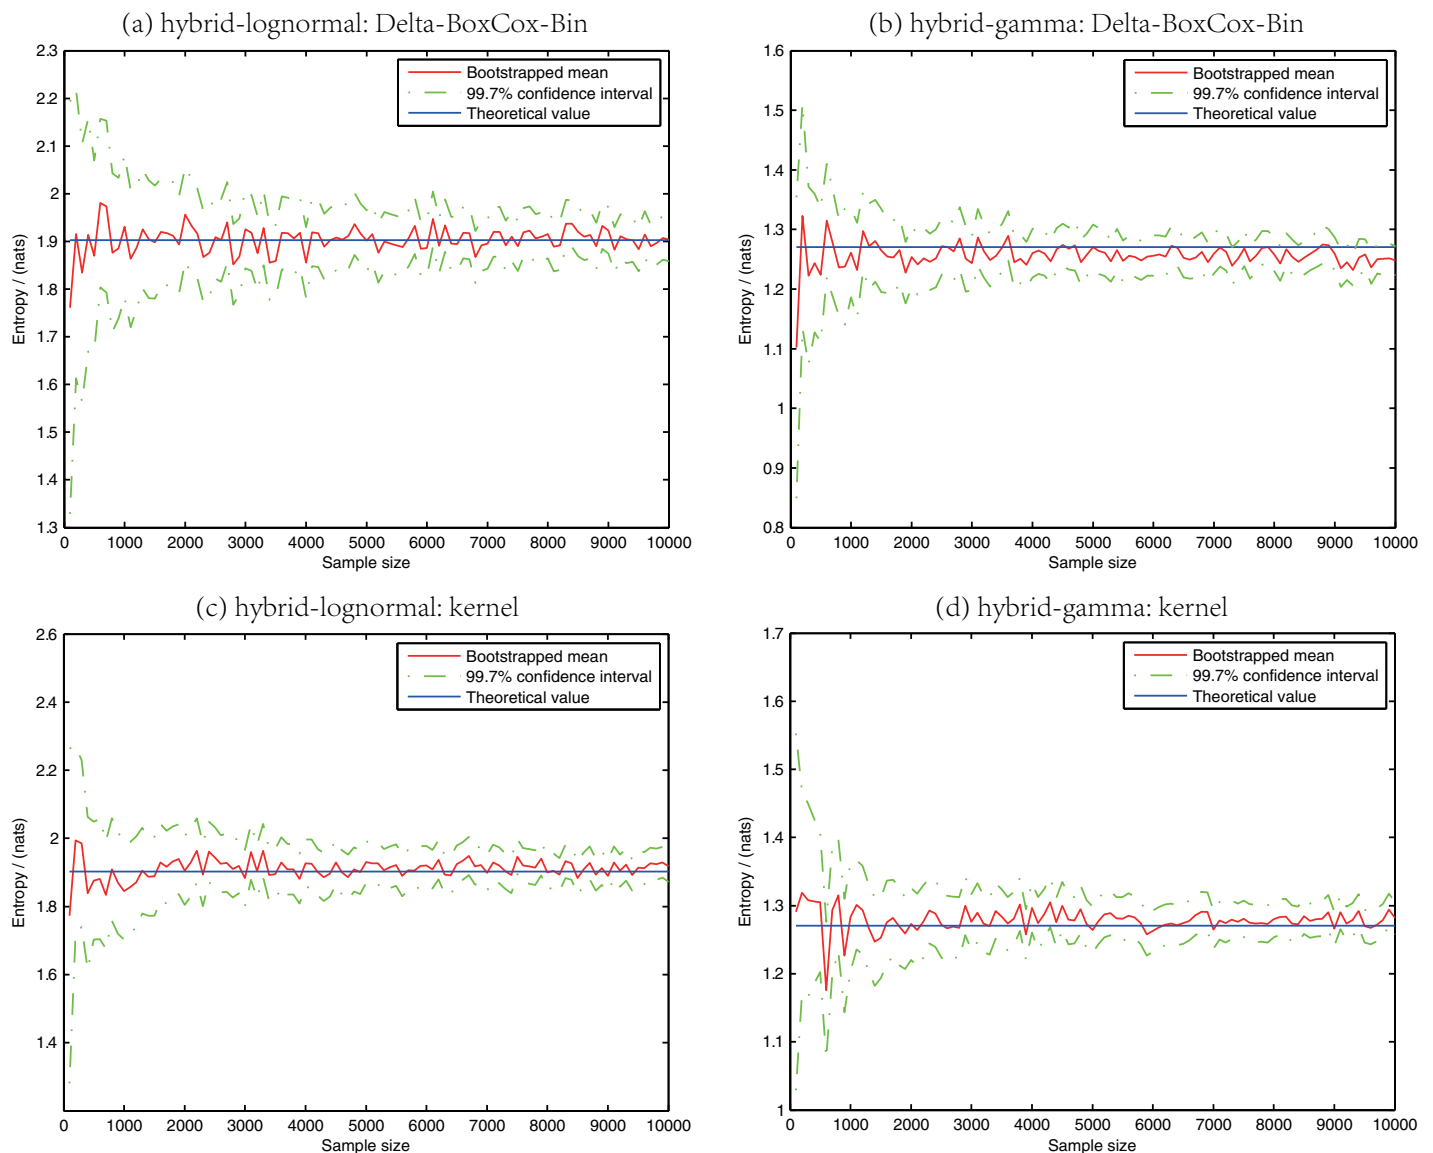 (a) hybrid-lognormal: Delta-BoxCox-Bin
2.3
2.2
2.1
2
1.9
1.8
1.7
1.6
1.5
1.4
1.3
Entropy / (nats)
0 1000 2000 3000 4000 5000 6000 7000 8000 9000 10000
Sample size
Bootstrapped mean
99.7% confidence interval
Theoretical value
(b) hybrid-gamma: Delta-BoxCox-Bin
1.6
1.5
1.4
1.3
1.2
1.1
1
0.9
0.8
Entropy / (nats)
0 1000 2000 3000 4000 5000 6000 7000 8000 9000 10000
Sample size
Bootstrapped mean
99.7% confidence interval
Theoretical value
(c) hybrid-lognormal: kernel
2.6
2.4
2.2
2
1.8
1.6
1.4
Entropy / (nats)
0 1000 2000 3000 4000 5000 6000 7000 8000 9000 10000
Sample size
Bootstrapped mean
99.7% confidence interval
Theoretical value
(d) hybrid-gamma: kernel
1.7
1.6
1.5
1.4
1.3
1.2
1.1
1
Entropy / (nats)
0 1000 2000 3000 4000 5000 6000 7000 8000 9000 10000
Sample size
Bootstrapped mean
99.7% confidence interval
Theoretical value